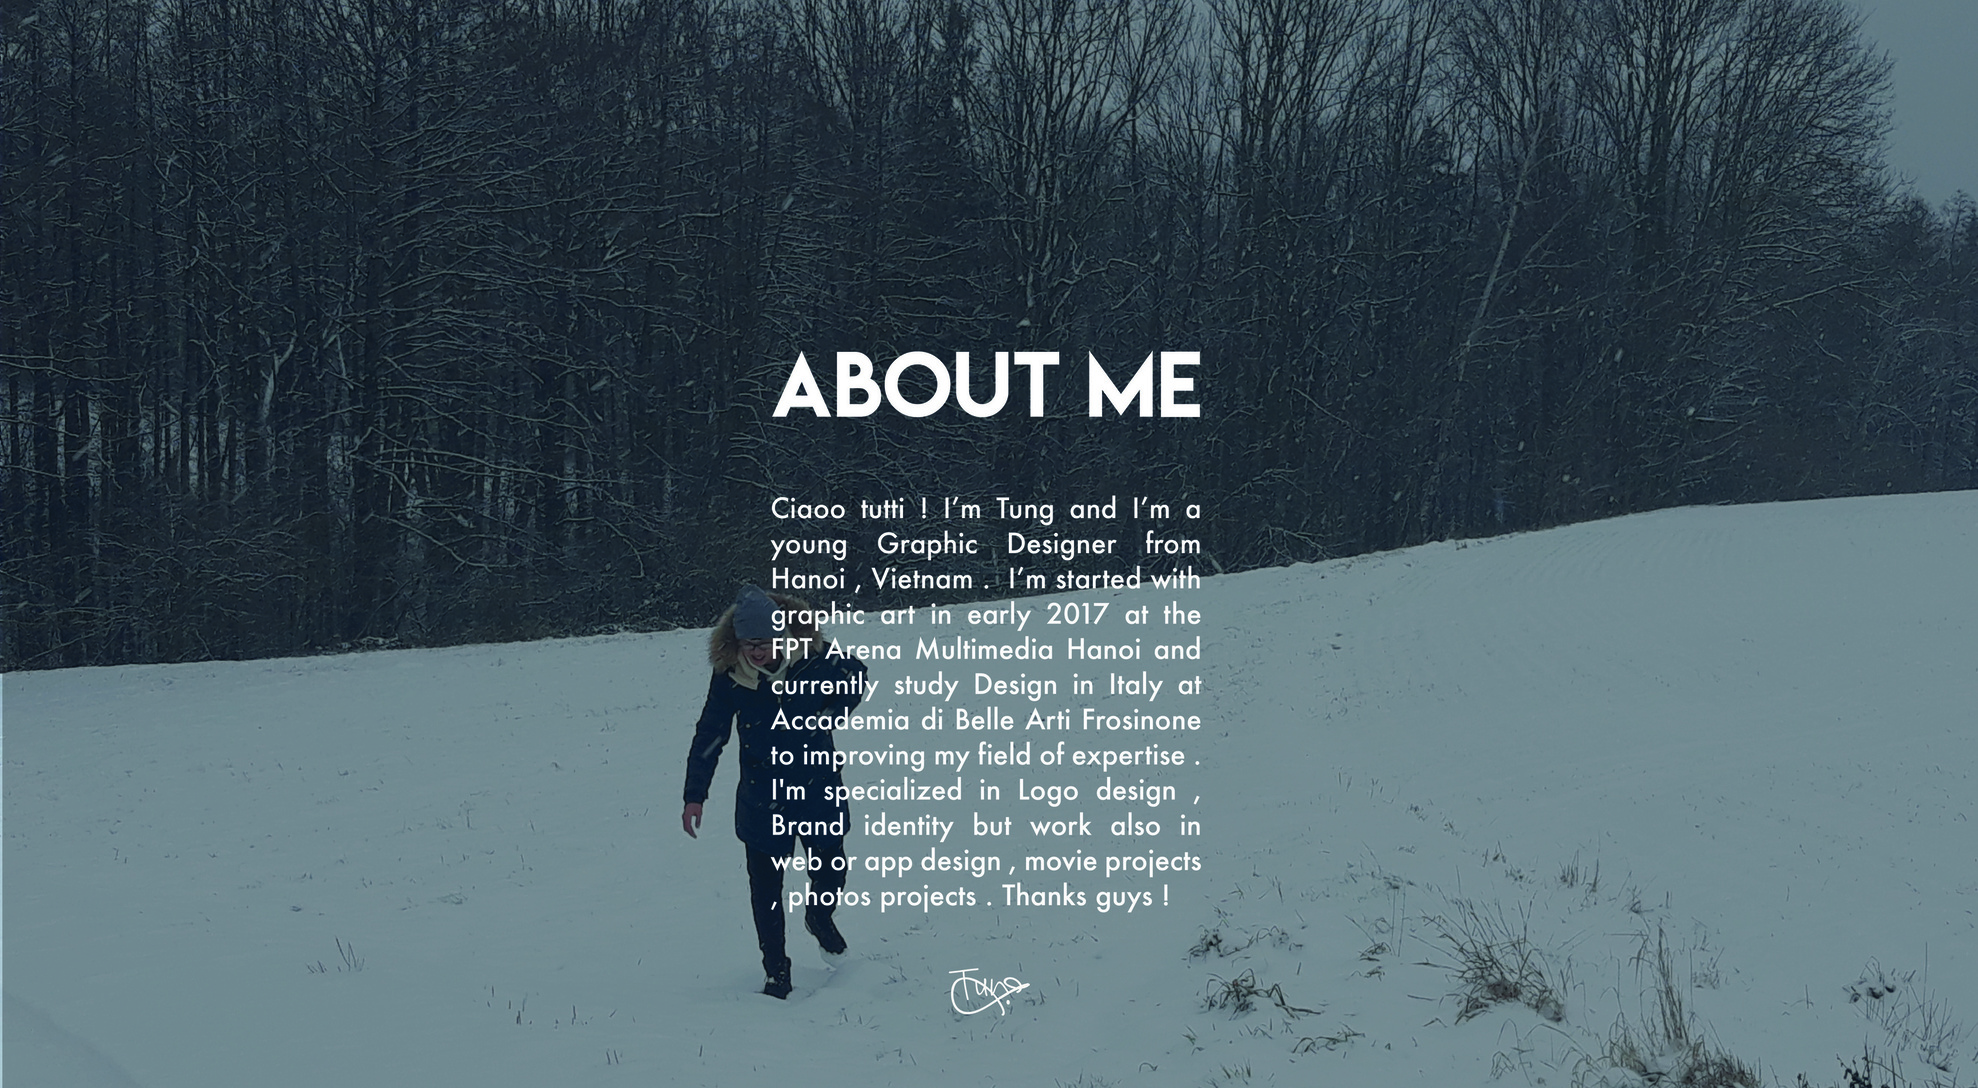 ABOUT ME
Ciaoo tutti ! I’m Tung and I’m a
young Graphic Designer from
Hanoi , Vietnam .  I’m started with
graphic art in early 2017 at the
FPT Arena Multimedia Hanoi and
currently study Design in Italy at
Accademia di Belle Arti Frosinone
to improving my field of expertise .
I'm specialized in Logo design ,
Brand identity but work also in
web or app design , movie projects
, photos projects . Thanks guys !
Tung